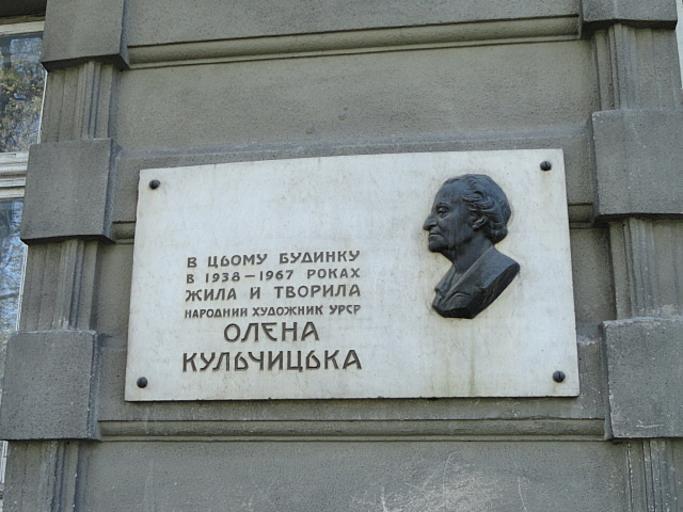 В ЦЬОМУ БУДИНКУ
В 1938–1967 РОКАХ
ЖИЛА И ТВОРИЛА
НАРОДНИЙ ХУДОЖНИК УРСР
ОЛЕНА
КУЛЬЧИЦЬКА